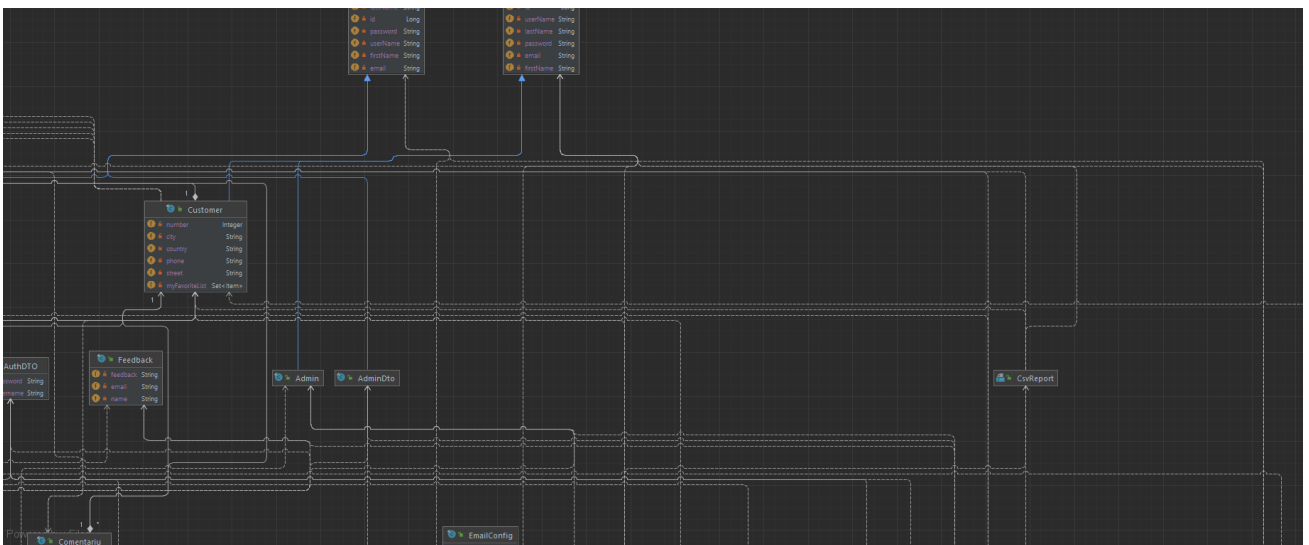 id Long
password String
userName String
firstName String
email String
userName String
lastName String
password String
email String
firstName String
1
Customer
number Integer
city String
country String
phone String
street String
myFavoriteList Set<Item>
1
AuthDTO
String
String
Feedback
feedback String
email String
name String
Admin
AdminDto
CsvReport
1 *
Comentariu
EmailConfig